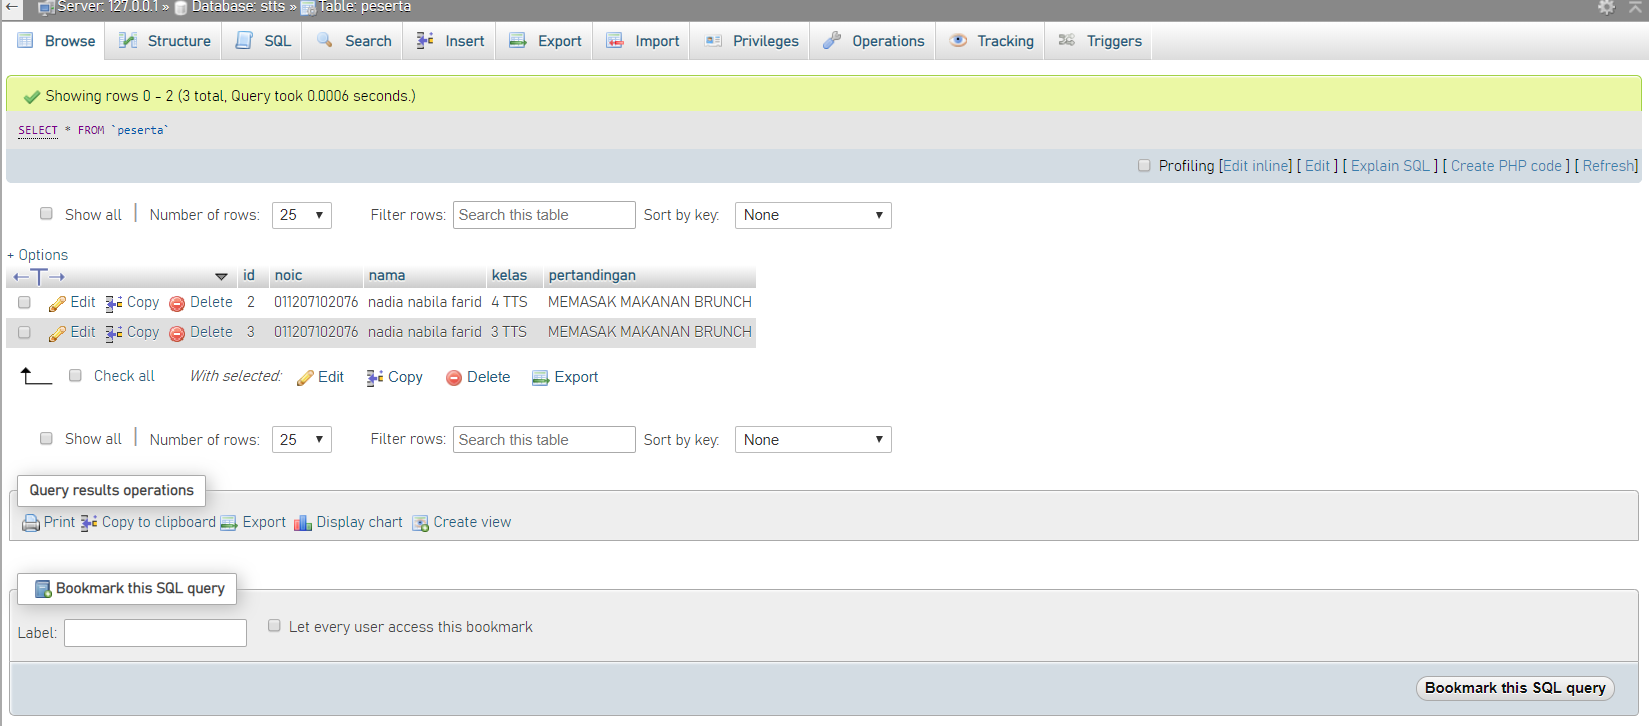 Server: 127.0.0.1 » Database: stts » Table: peserta
Browse Structure SQL Search Insert Export Import Privileges Operations Tracking Triggers
Showing rows 0 - 2 (3 total, Query took 0.0006 seconds.)
SELECT * FROM `peserta`
Profiling [Edit inline] [ Edit ] [ Explain SQL ] [ Create PHP code ] [ Refresh]
Show all | Number of rows: 25 Filter rows: Search this table Sort by key: None
+ Options
←T→ id noic nama kelas pertandingan
Edit Copy Delete 2 011207102076 nadia nabila farid 4 TTS MEMASAK MAKANAN BRUNCH
Edit Copy Delete 3 011207102076 nadia nabila farid 3 TTS MEMASAK MAKANAN BRUNCH
Check all With selected: Edit Copy Delete Export
Show all | Number of rows: 25 Filter rows: Search this table Sort by key: None
Query results operations
Print Copy to clipboard Export Display chart Create view
Bookmark this SQL query
Label: Let every user access this bookmark
Bookmark this SQL query